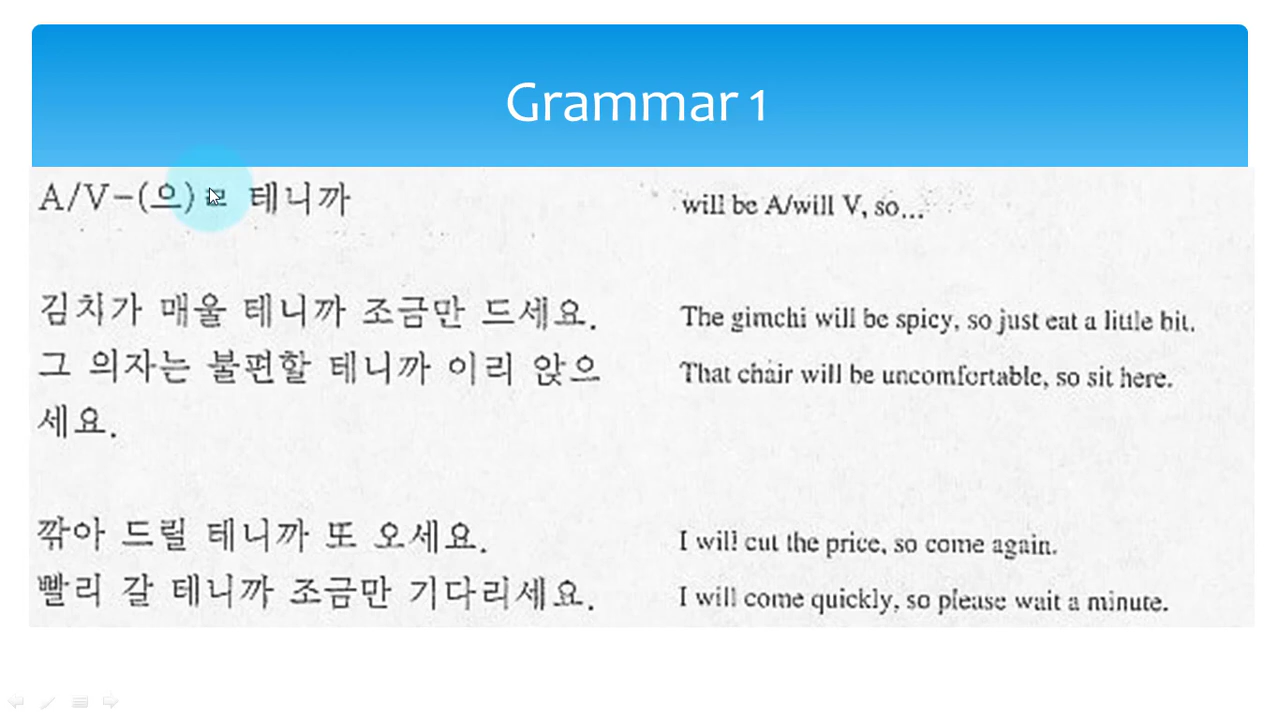 Grammar 1
A/V-(으)ㄹ 테니까 will be A/will V, so...
김치가 매울 테니까 조금만 드세요. The gimchi will be spicy, so just eat a little bit.
그 의자는 불편할 테니까 이리 앉으 That chair will be uncomfortable, so sit here.
세요.
깎아 드릴 테니까 또 오세요. I will cut the price, so come again.
빨리 갈 테니까 조금만 기다리세요. I will come quickly, so please wait a minute.